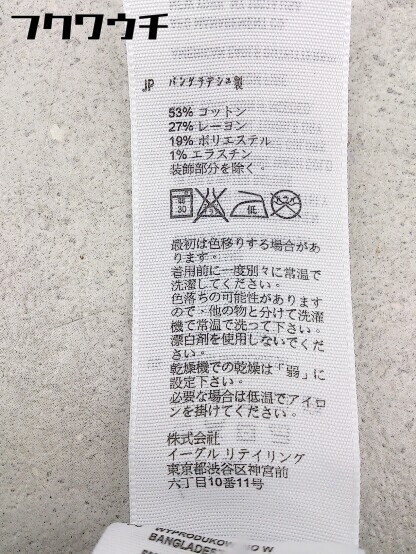 フクワウチ
JP バングラデシュ製
53% コットン
27% レーヨン
19% ポリエステル
1% エラスチン
装飾部分を除く。
40
30
低
最初は色移りする場合があ
ります。
着用前に一度別々に常温で
洗濯してください。
色落ちの可能性があります
ので、他の物と分けて洗濯
機で常温で洗って下さい。
漂白剤を使用しないでくだ
さい。
乾燥機での乾燥は「弱」に
設定下さい。
必要な場合は低温でアイロ
ンを掛けてください。
株式会社
イーグル リテイリング
東京都渋谷区神宮前
六丁目10番11号
WYPRODUKOWANO W
BANGLADES